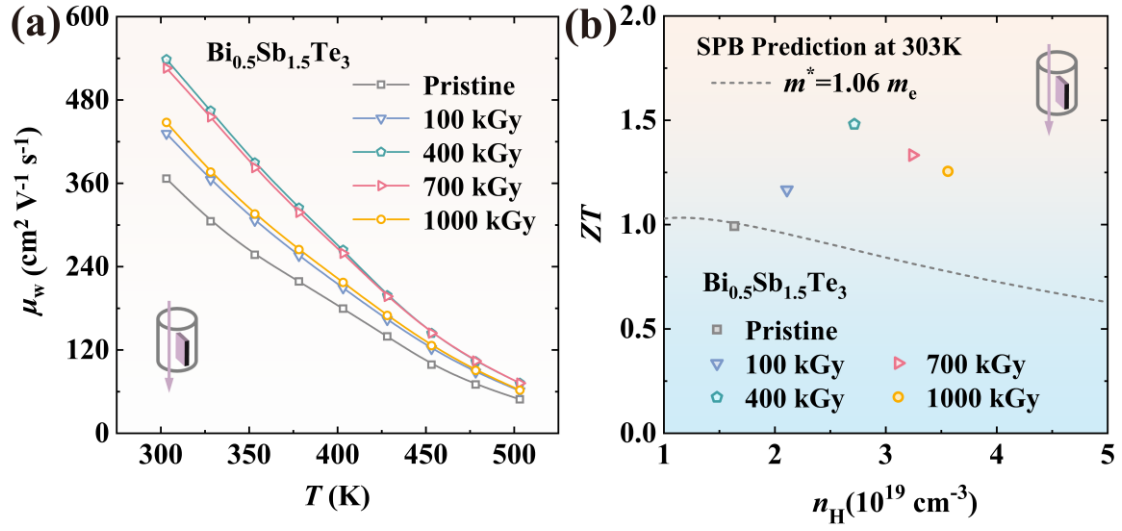 (a)
Bi0.5Sb1.5Te3
Pristine
100 kGy
400 kGy
700 kGy
1000 kGy
600
480
360
240
120
0
300
350
400
450
500
μw (cm2 V-1 s-1)
T (K)
(b)
SPB Prediction at 303K
m*=1.06 me
Bi0.5Sb1.5Te3
Pristine
100 kGy
700 kGy
400 kGy
1000 kGy
2.0
1.5
1.0
0.5
0.0
1
2
3
4
5
ZT
nH(1019 cm-3)